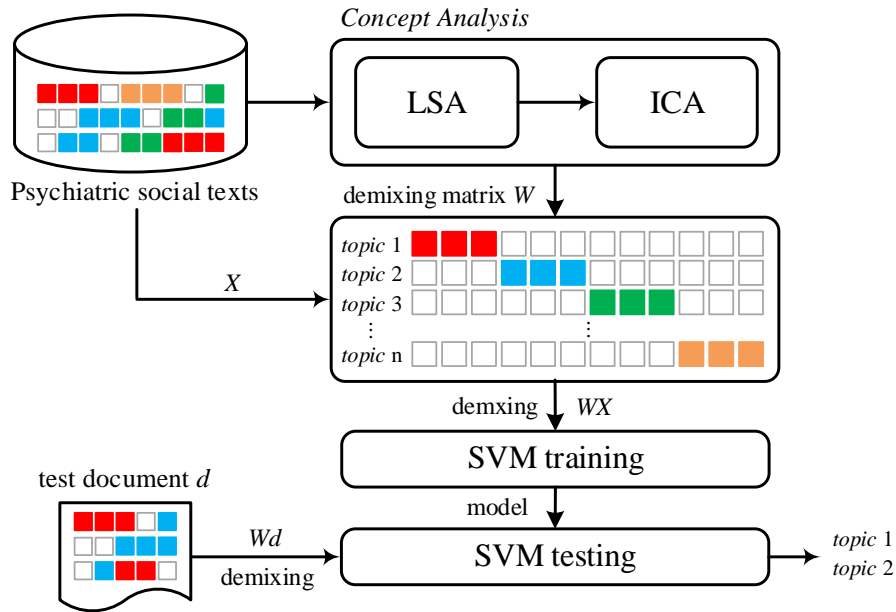 Concept Analysis
LSA
ICA
Psychiatric social texts
demixing matrix W
X
topic 1
topic 2
topic 3
⋮
⋮
topic n
demxing WX
SVM training
test document d
model
Wd
demixing
SVM testing
topic 1
topic 2